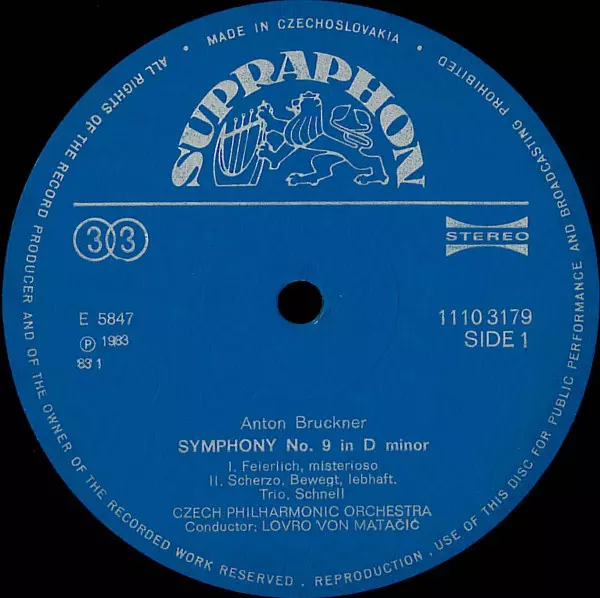 · MADE IN CZECHOSLOVAKIA ·
ALL RIGHTS OF THE RECORD PRODUCER AND OF THE OWNER OF THE RECORDED WORK RESERVED . REPRODUCTION , USE OF THIS DISC FOR PUBLIC PERFORMANCE AND BROADCASTING PROHIBITED
SUPRAPHON
33
STEREO
E 5847
1110 3179
Ⓟ 1983
SIDE 1
83 1
Anton Bruckner
SYMPHONY No. 9 in D minor
I. Feierlich, misterioso
II. Scherzo, Bewegt, lebhaft.
Trio, Schnell
CZECH PHILHARMONIC ORCHESTRA
Conductor: LOVRO VON MATAČIĆ